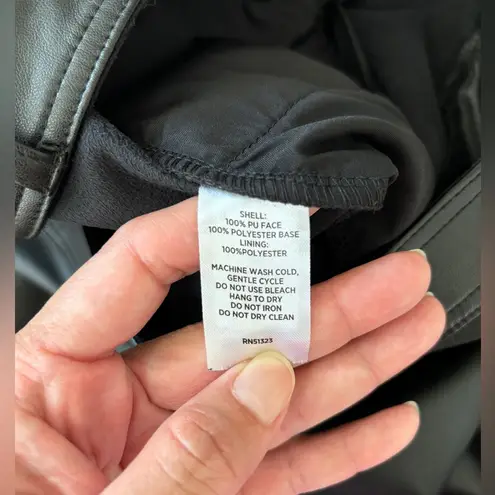 SHELL:
100% PU FACE
100% POLYESTER BASE
LINING:
100%POLYESTER
MACHINE WASH COLD,
GENTLE CYCLE
DO NOT USE BLEACH
HANG TO DRY
DO NOT IRON
DO NOT DRY CLEAN
RN51323